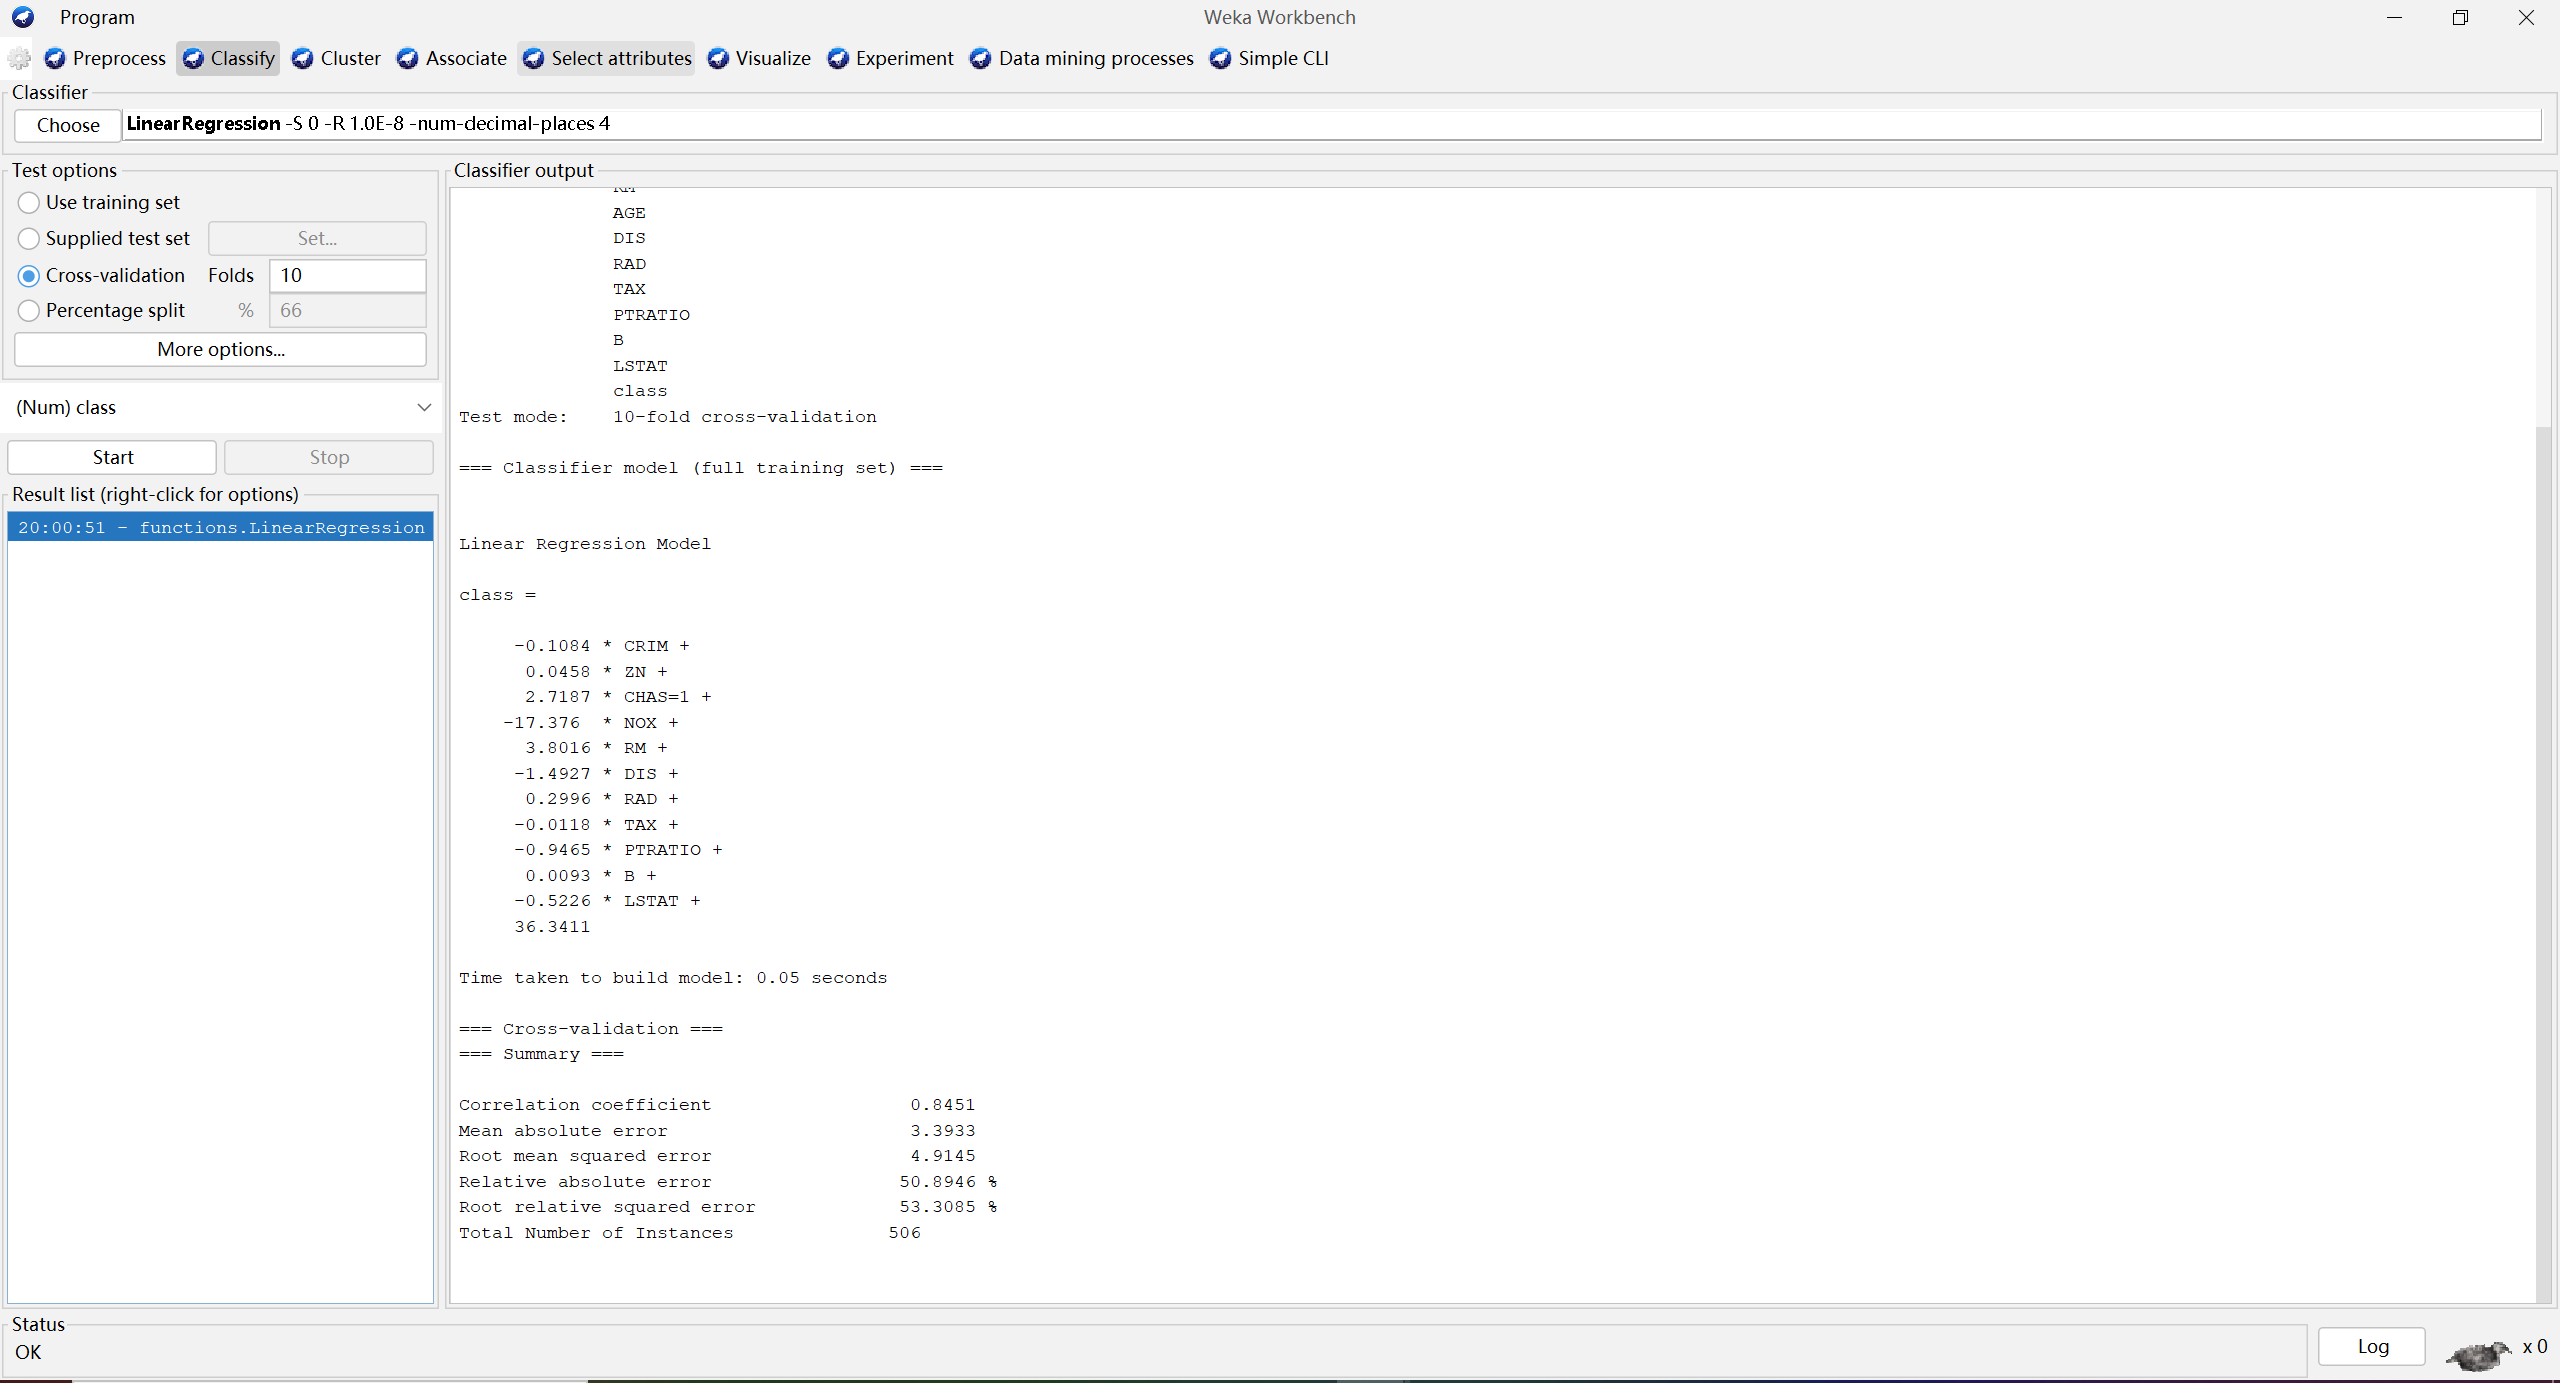 Program
Weka Workbench
Preprocess Classify Cluster Associate Select attributes Visualize Experiment Data mining processes Simple CLI
Classifier
Choose LinearRegression -S 0 -R 1.0E-8 -num-decimal-places 4
Test options
Use training set
Supplied test set Set...
Cross-validation Folds 10
Percentage split % 66
More options...
(Num) class
Start Stop
Result list (right-click for options)
20:00:51 - functions.LinearRegression
Classifier output
RM
AGE
DIS
RAD
TAX
PTRATIO
B
LSTAT
class
Test mode: 10-fold cross-validation
=== Classifier model (full training set) ===
Linear Regression Model
class =
-0.1084 * CRIM +
0.0458 * ZN +
2.7187 * CHAS=1 +
-17.376 * NOX +
3.8016 * RM +
-1.4927 * DIS +
0.2996 * RAD +
-0.0118 * TAX +
-0.9465 * PTRATIO +
0.0093 * B +
-0.5226 * LSTAT +
36.3411
Time taken to build model: 0.05 seconds
=== Cross-validation ===
=== Summary ===
Correlation coefficient 0.8451
Mean absolute error 3.3933
Root mean squared error 4.9145
Relative absolute error 50.8946 %
Root relative squared error 53.3085 %
Total Number of Instances 506
Status
OK
Log
x 0